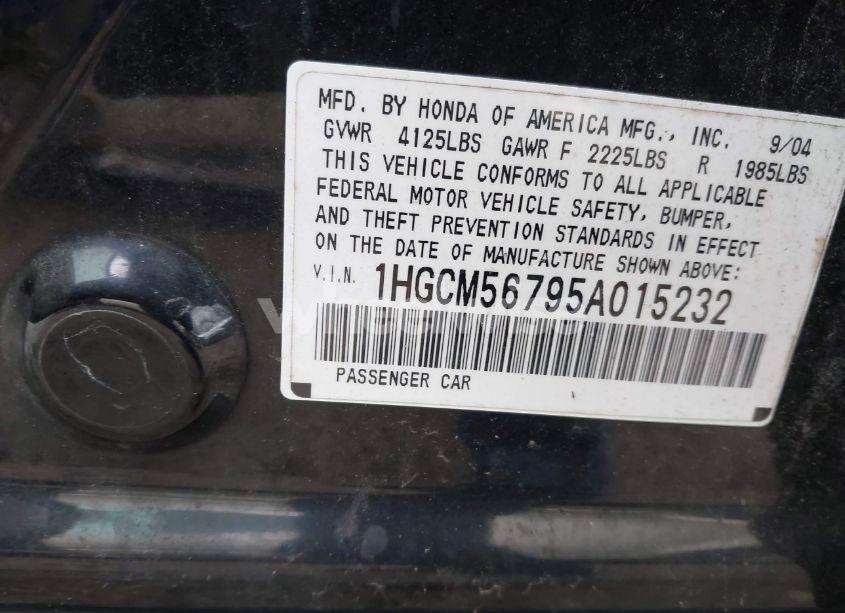 MFD. BY HONDA OF AMERICA MFG., INC. 9/04
GVWR 4125LBS GAWR F 2225LBS R 1985LBS
THIS VEHICLE CONFORMS TO ALL APPLICABLE
FEDERAL MOTOR VEHICLE SAFETY, BUMPER,
AND THEFT PREVENTION STANDARDS IN EFFECT
ON THE DATE OF MANUFACTURE SHOWN ABOVE:
V.I.N. 1HGCM56795A015232
PASSENGER CAR